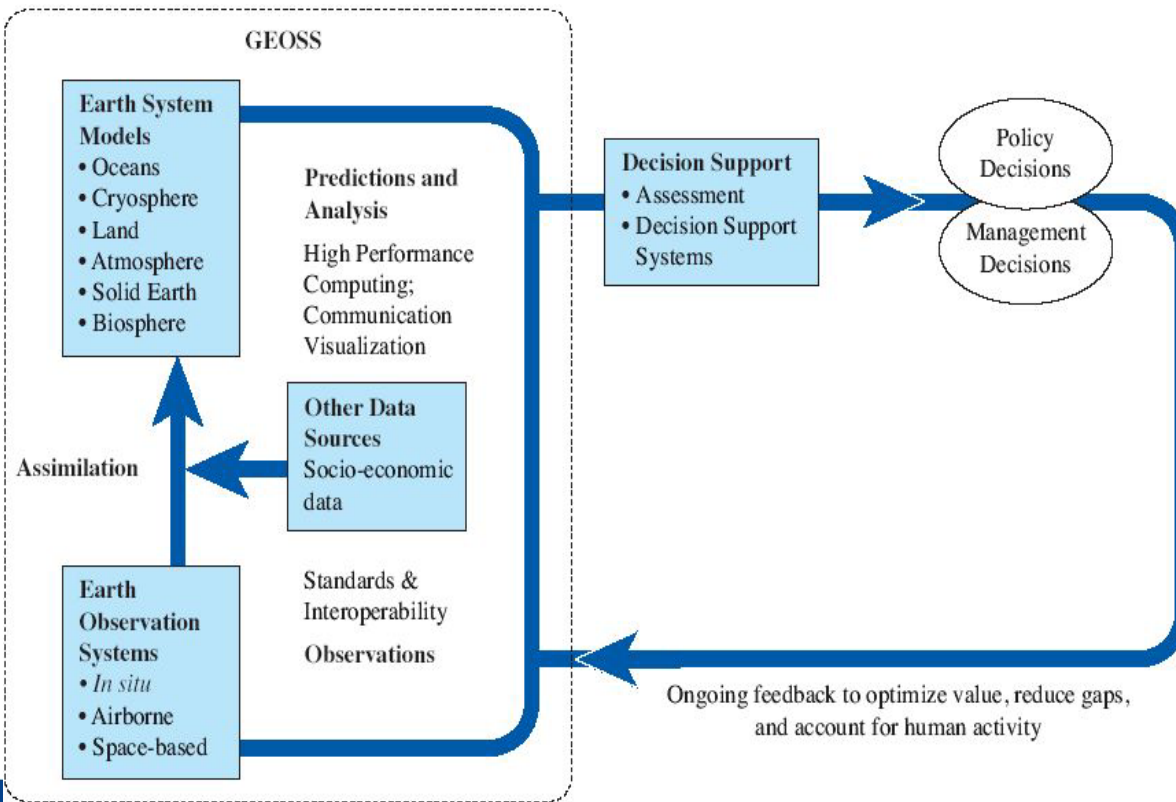 GEOSS
Earth System
Models
• Oceans
• Cryosphere
• Land
• Atmosphere
• Solid Earth
• Biosphere
Predictions and
Analysis
High Performance
Computing;
Communication
Visualization
Other Data
Sources
Socio-economic
data
Assimilation
Earth
Observation
Systems
• In situ
• Airborne
• Space-based
Standards &
Interoperability
Observations
Decision Support
• Assessment
• Decision Support
Systems
Policy
Decisions
Management
Decisions
Ongoing feedback to optimize value, reduce gaps,
and account for human activity